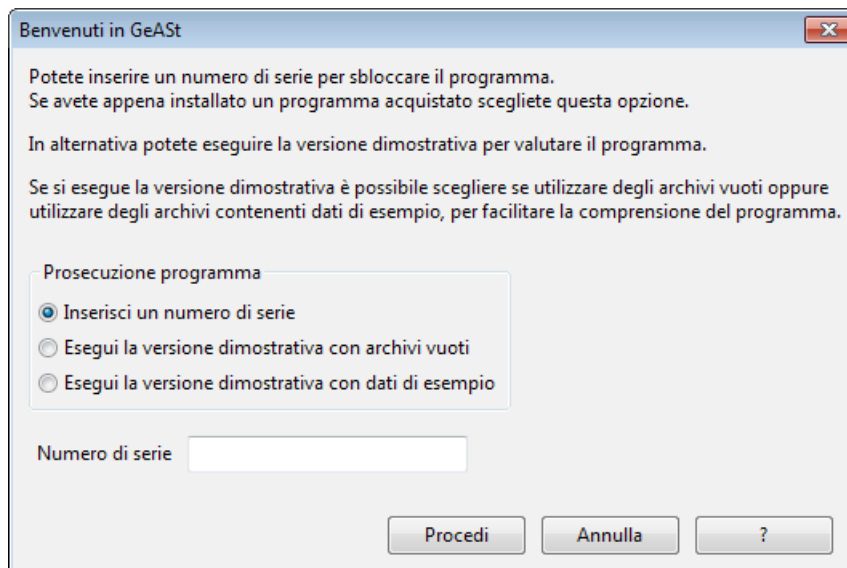 Benvenuti in GeASt
Potete inserire un numero di serie per sbloccare il programma.
Se avete appena installato un programma acquistato scegliete questa opzione.
In alternativa potete eseguire la versione dimostrativa per valutare il programma.
Se si esegue la versione dimostrativa è possibile scegliere se utilizzare degli archivi vuoti oppure
utilizzare degli archivi contenenti dati di esempio, per facilitare la comprensione del programma.
Prosecuzione programma
Inserisci un numero di serie
Esegui la versione dimostrativa con archivi vuoti
Esegui la versione dimostrativa con dati di esempio
Numero di serie
Procedi Annulla ?